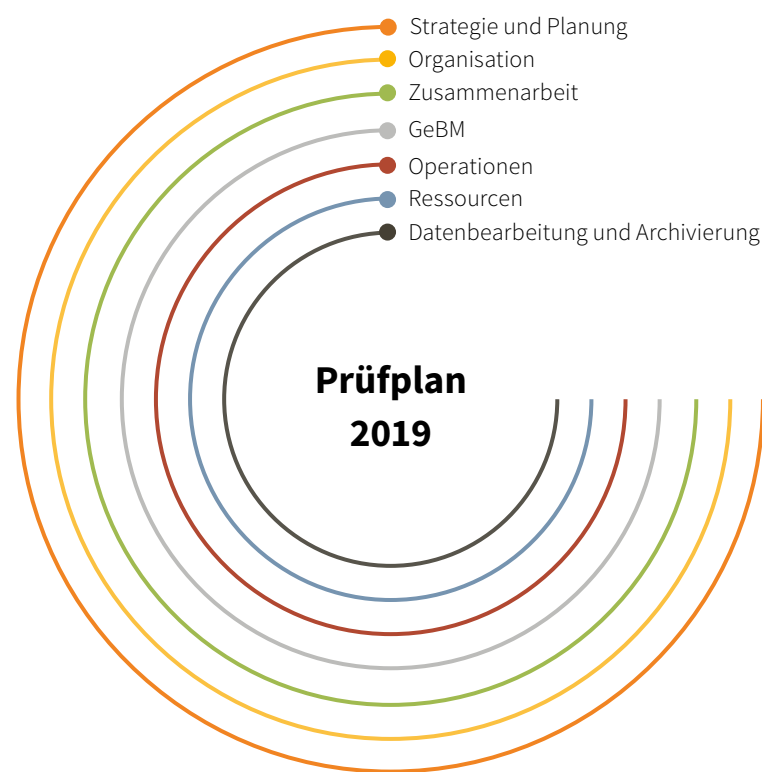 Strategie und Planung
Organisation
Zusammenarbeit
GeBM
Operationen
Ressourcen
Datenbearbeitung und Archivierung
Prüfplan
2019